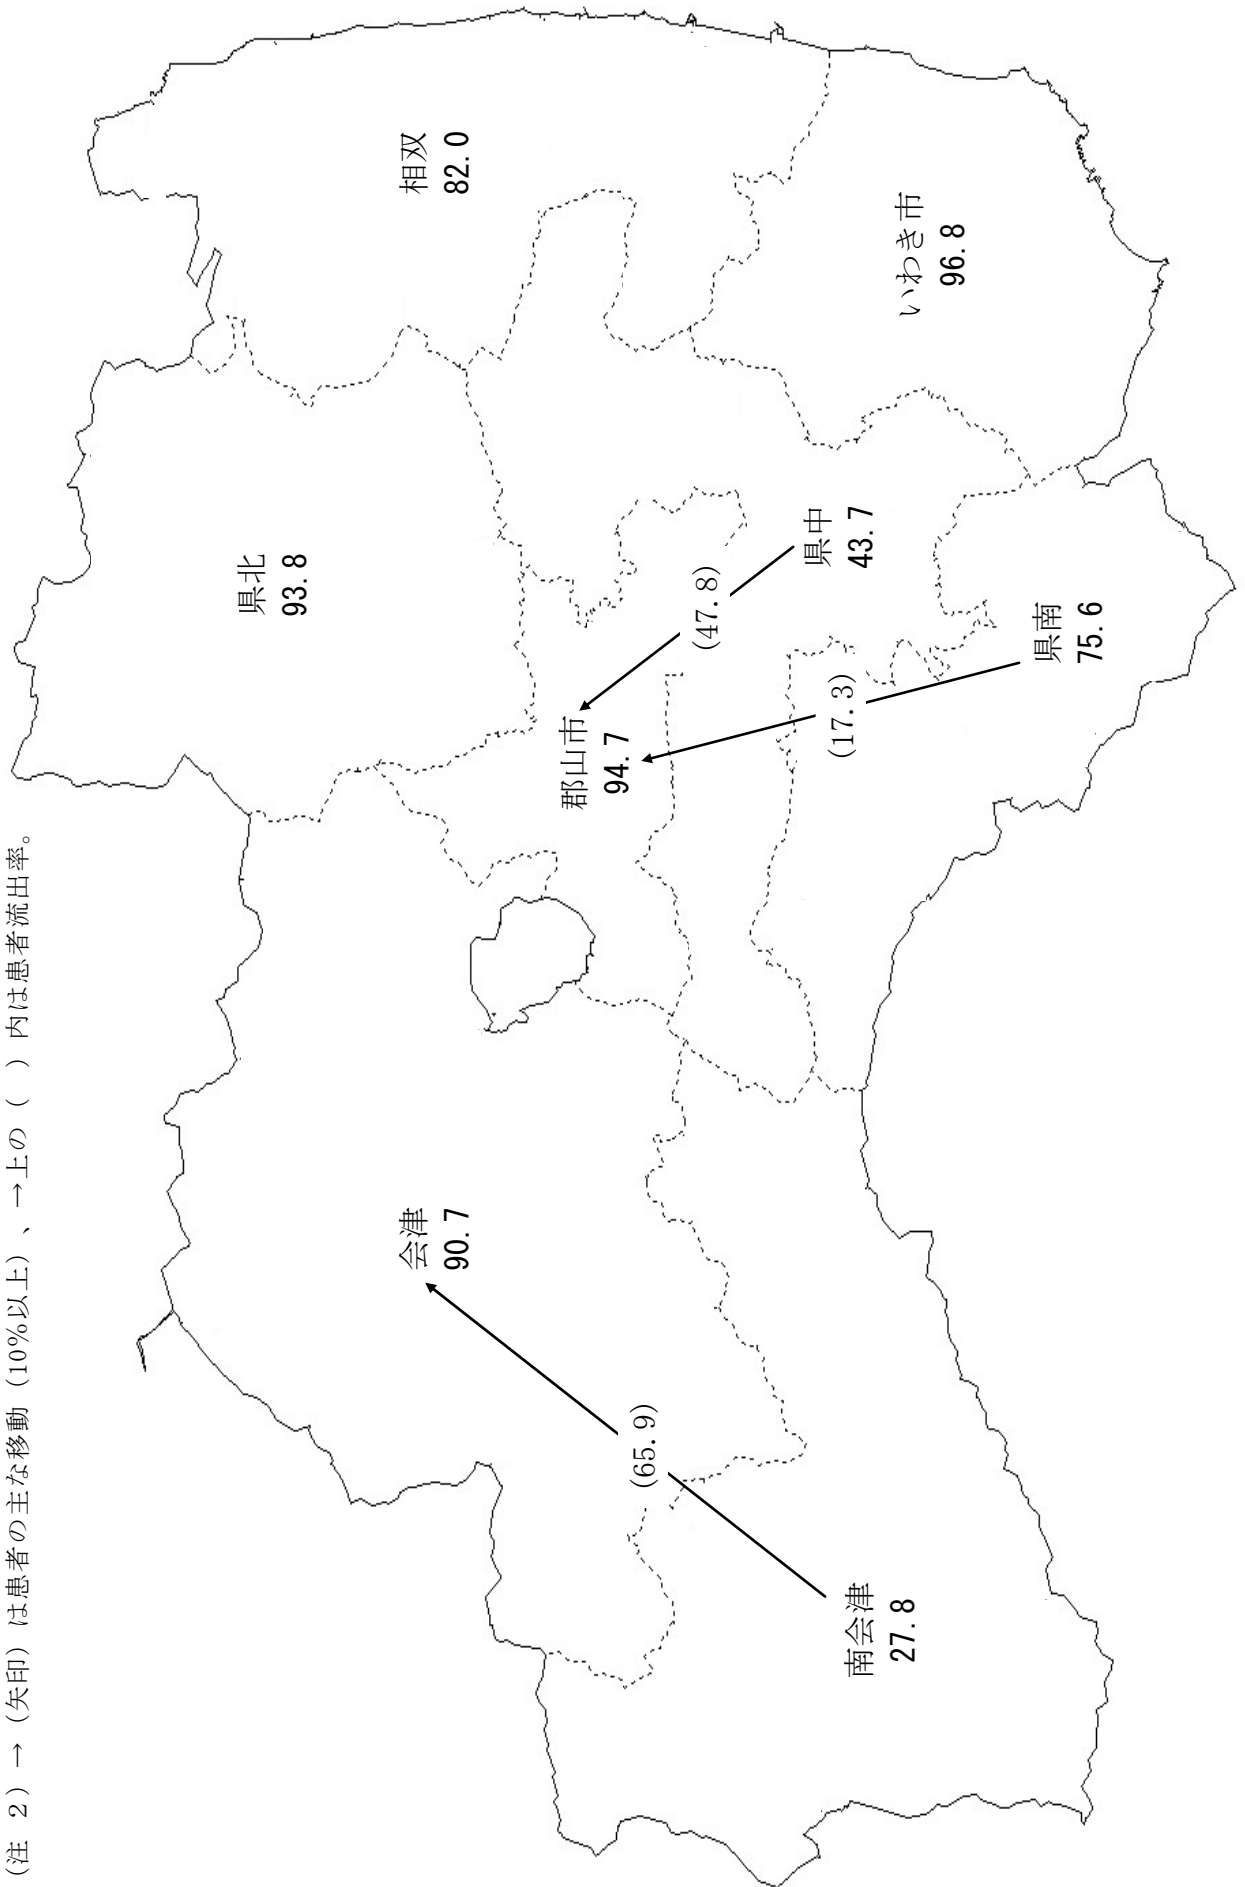 (注 2) → (矢印) は患者の主な移動 (10%以上) 、→上の ( ) 内は患者流出率。
県北
93.8
相双
82.0
会津
90.7
郡山市
94.7
(47.8)
(65.9)
県中
43.7
(17.3)
いわき市
96.8
南会津
27.8
県南
75.6